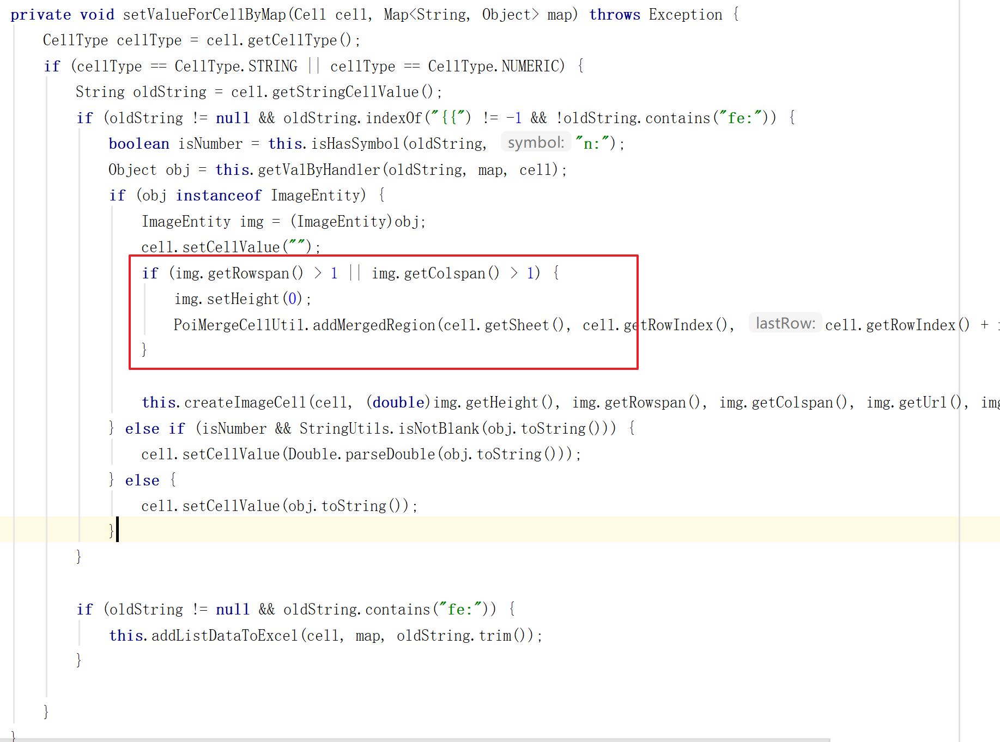 private void setValueForCellByMap(Cell cell, Map<String, Object> map) throws Exception {
CellType cellType = cell.getCellType();
if (cellType == CellType.STRING || cellType == CellType.NUMERIC) {
String oldString = cell.getStringCellValue();
if (oldString != null && oldString.indexOf("{{") != -1 && !oldString.contains("fe:")) {
boolean isNumber = this.isHasSymbol(oldString, symbol: "n:");
Object obj = this.getValByHandler(oldString, map, cell);
if (obj instanceof ImageEntity) {
ImageEntity img = (ImageEntity)obj;
cell.setCellValue("");
if (img.getRowspan() > 1 || img.getColspan() > 1) {
img.setHeight(0);
PoiMergeCellUtil.addMergedRegion(cell.getSheet(), cell.getRowIndex(), lastRow: cell.getRowIndex() +
}
this.createImageCell(cell, (double)img.getHeight(), img.getRowspan(), img.getColspan(), img.getUrl(), img
} else if (isNumber && StringUtils.isNotBlank(obj.toString())) {
cell.setCellValue(Double.parseDouble(obj.toString()));
} else {
cell.setCellValue(obj.toString());
}
}
if (oldString != null && oldString.contains("fe:")) {
this.addListDataToExcel(cell, map, oldString.trim());
}
}
}